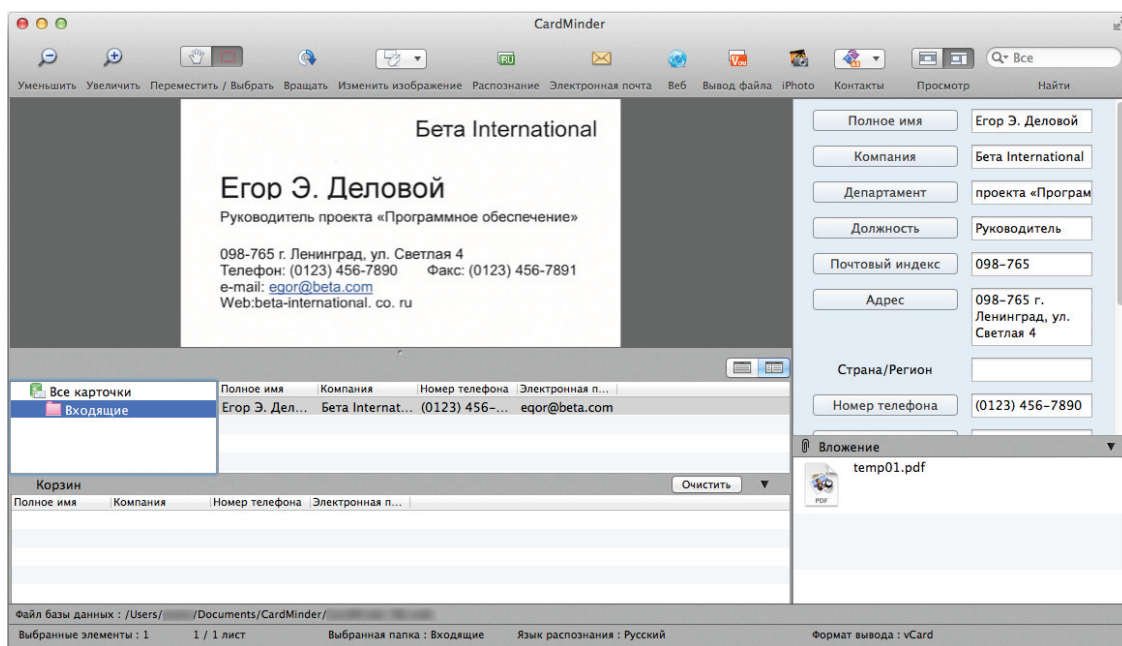 CardMinder
Все
Уменьшить Увеличить Переместить / Выбрать Вращать Изменить изображение Распознание Электронная почта Веб Вывод файла iPhoto Контакты Просмотр Найти
Бета International
Егор Э. Деловой
Руководитель проекта «Программное обеспечение»
098-765 г. Ленинград, ул. Светлая 4
Телефон: (0123) 456-7890 Факс: (0123) 456-7891
e-mail: egor@beta.com
Web:beta-international. co. ru
Полное имя Егор Э. Деловой
Компания Бета International
Департамент проекта «Програм
Должность Руководитель
Почтовый индекс 098-765
Адрес 098-765 г.
Ленинград, ул.
Светлая 4
Страна/Регион
Номер телефона (0123) 456-7890
Все карточки
Входящие
Полное имя Компания Номер телефона Электронная п...
Егор Э. Дел... Бета Internat... (0123) 456-... egor@beta.com
Вложение
temp01.pdf
PDF
Корзин Очистить
Полное имя Компания Номер телефона Электронная п...
Файл базы данных : /Users/ /Documents/CardMinder/
Выбранные элементы : 1 1 / 1 лист Выбранная папка : Входящие Язык распознания : Русский Формат вывода : vCard